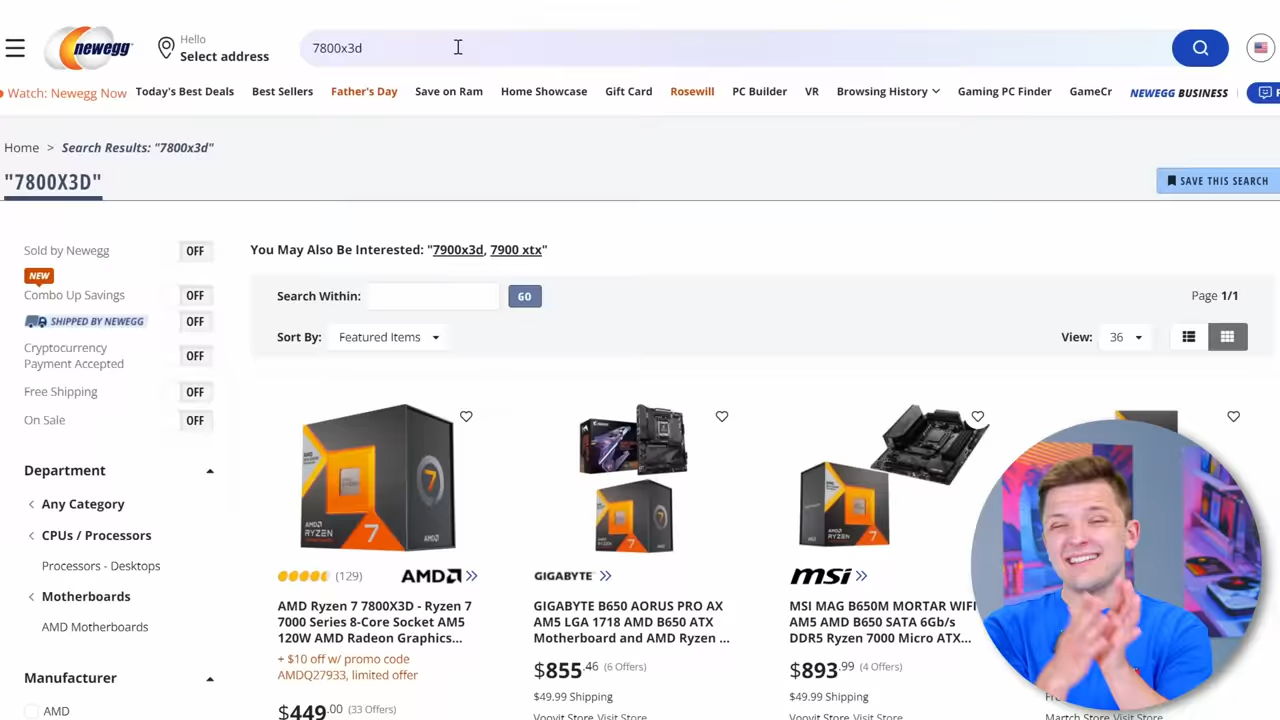 newegg
Hello
Select address
7800x3d
Watch: Newegg Now
Today's Best Deals
Best Sellers
Father's Day
Save on Ram
Home Showcase
Gift Card
Rosewill
PC Builder
VR
Browsing History
Gaming PC Finder
GameCr
NEWEGG BUSINESS
Home > Search Results: "7800x3d"
"7800X3D"
SAVE THIS SEARCH
Sold by Newegg OFF
NEW
Combo Up Savings OFF
SHIPPED BY NEWEGG OFF
Cryptocurrency
Payment Accepted OFF
Free Shipping OFF
On Sale OFF
Department
Any Category
CPUs / Processors
Processors - Desktops
Motherboards
AMD Motherboards
Manufacturer
AMD
You May Also Be Interested: "7900x3d, 7900 xtx"
Search Within: GO
Page 1/1
Sort By: Featured Items
View: 36
AMD
RYZEN
7
(129) AMD
AMD Ryzen 7 7800X3D - Ryzen 7
7000 Series 8-Core Socket AM5
120W AMD Radeon Graphics...
+ $10 off w/ promo code
AMDQ27933, limited offer
$449.00 (33 Offers)
GIGABYTE
GIGABYTE B650 AORUS PRO AX
AM5 LGA 1718 AMD B650 ATX
Motherboard and AMD Ryzen ...
$855.46 (6 Offers)
$49.99 Shipping
Voovit Store Visit Store
msi
MSI MAG B650M MORTAR WIFI
AM5 AMD B650 SATA 6Gb/s
DDR5 Ryzen 7000 Micro ATX...
$893.99 (4 Offers)
$49.99 Shipping
Voovit Store Visit Store